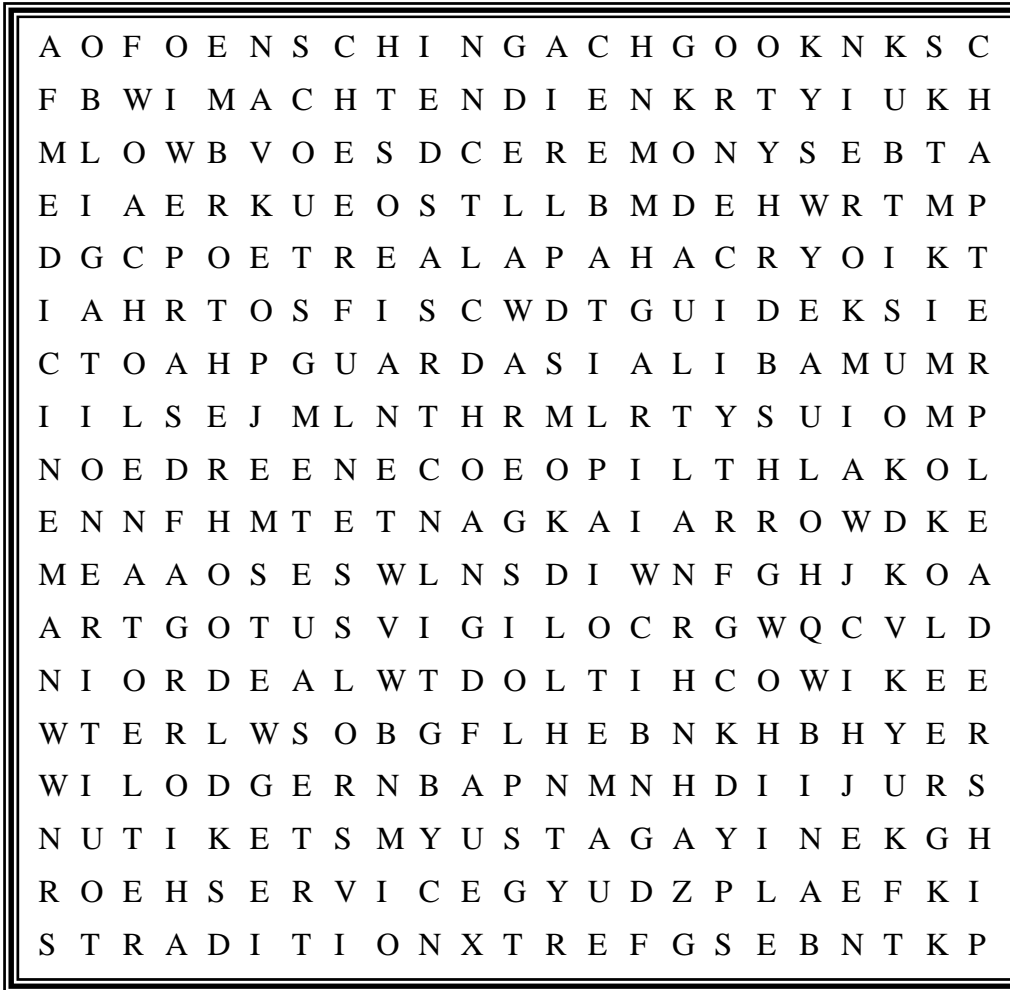 A O F O E N S C H I N G A C H G O O K N K S C
F B W I M A C H T E N D I E N K R T Y I U K H
M L O W B V O E S D C E R E M O N Y S E B T A
E I A E R K U E O S T L L B M D E H W R T M P
D G C P O E T R E A L A P A H A C R Y O I K T
I A H R T O S F I S C W D T G U I D E K S I E
C T O A H P G U A R D A S I A L I B A M U M R
I I L S E J M L N T H R M L R T Y S U I O M P
N O E D R E E N E C O E O P I L T H L A K O L
E N N F H M T E T N A G K A I A R R O W D K E
M E A A O S E S W L N S D I W N F G H J K O A
A R T G O T U S V I G I L O C R G W Q C V L D
N I O R D E A L W T D O L T I H C O W I K E E
W T E R L W S O B G F L H E B N K H B H Y E R
W I L O D G E R N B A P N M N H D I I J U R S
N U T I K E T S M Y U S T A G A Y I N E K G H
R O E H S E R V I C E G Y U D Z P L A E F K I
S T R A D I T I O N X T R E F G S E B N T K P